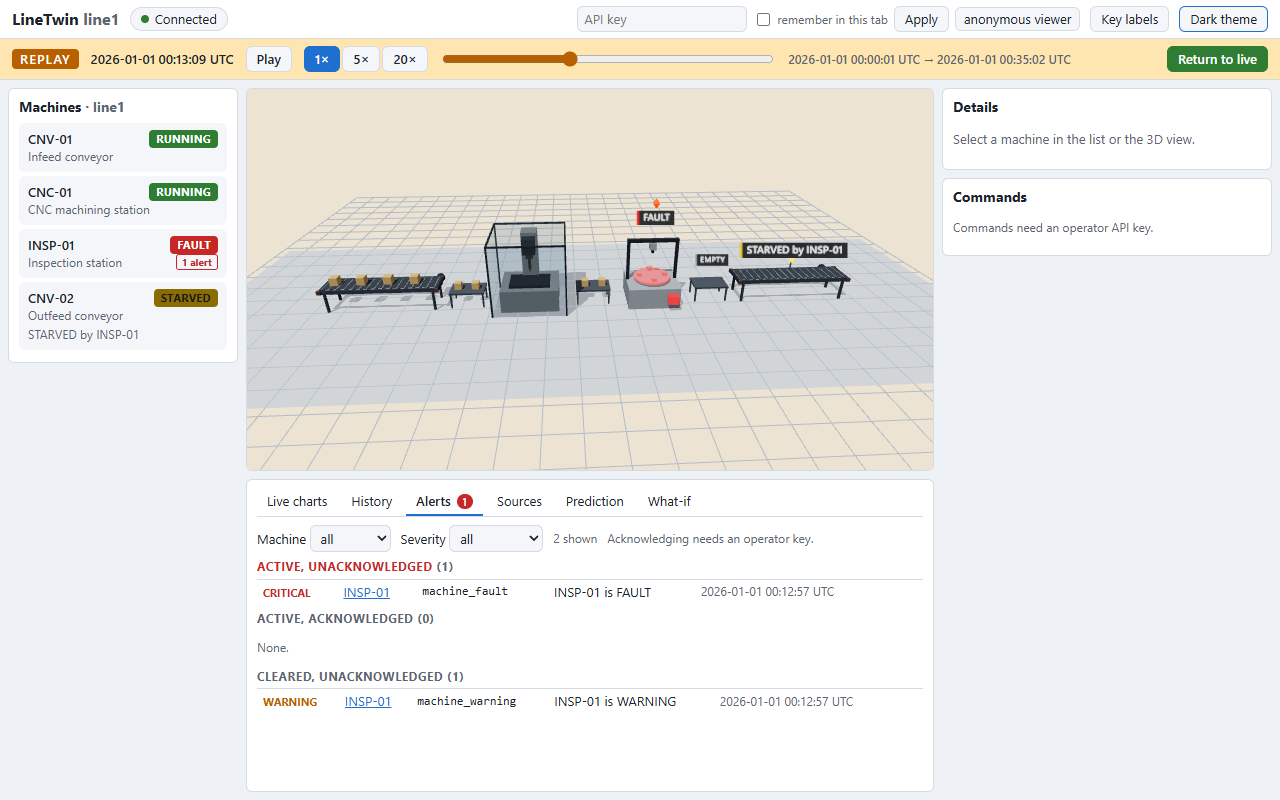 LineTwin line1 Connected API key remember in this tab Apply anonymous viewer Key labels Dark theme
REPLAY 2026-01-01 00:13:09 UTC Play 1× 5× 20× 2026-01-01 00:00:01 UTC → 2026-01-01 00:35:02 UTC Return to live
Machines · line1
CNV-01 RUNNING
Infeed conveyor
CNC-01 RUNNING
CNC machining station
INSP-01 FAULT
Inspection station 1 alert
CNV-02 STARVED
Outfeed conveyor
STARVED by INSP-01
FAULT
STARVED by INSP-01
EMPTY
Details
Select a machine in the list or the 3D view.
Commands
Commands need an operator API key.
Live charts History Alerts 1 Sources Prediction What-if
Machine all Severity all 2 shown Acknowledging needs an operator key.
ACTIVE, UNACKNOWLEDGED (1)
CRITICAL INSP-01 machine_fault INSP-01 is FAULT 2026-01-01 00:12:57 UTC
ACTIVE, ACKNOWLEDGED (0)
None.
CLEARED, UNACKNOWLEDGED (1)
WARNING INSP-01 machine_warning INSP-01 is WARNING 2026-01-01 00:12:57 UTC